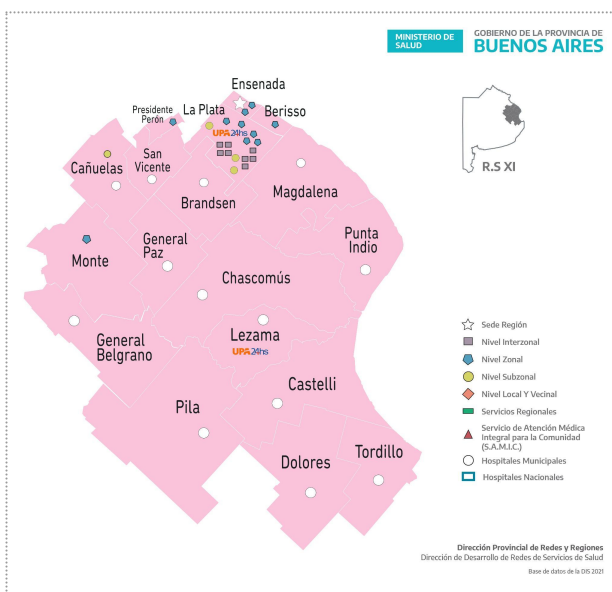 MINISTERIO DE
SALUD
GOBIERNO DE LA PROVINCIA DE
BUENOS AIRES
R.S XI
Ensenada
Presidente
Perón
La Plata
Berisso
UPA24hs
Cañuelas
San
Vicente
Brandsen
Magdalena
Punta
Indio
General
Paz
Monte
Chascomús
General
Belgrano
Lezama
UPA24hs
Castelli
Pila
Dolores
Tordillo
Sede Región
Nivel Interzonal
Nivel Zonal
Nivel Subzonal
Nivel Local Y Vecinal
Servicios Regionales
Servicio de Atención Médica
Integral para la Comunidad
(S.A.M.I.C.)
Hospitales Municipales
Hospitales Nacionales
Dirección Provincial de Redes y Regiones
Dirección de Desarrollo de Redes de Servicios de Salud
Base de datos de la DIS 2021